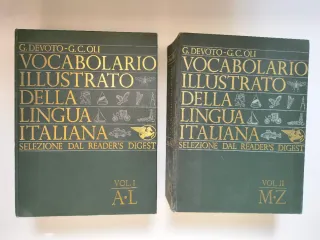 G. DEVOTO-G.C. OLI
VOCABOLARIO
ILLUSTRATO
DELLA
LINGUA
ITALIANA
SELEZIONE DAL READER'S DIGEST
VOL. I
A-L
G. DEVOTO-G.C. OLI
VOCABOLARIO
ILLUSTRATO
DELLA
LINGUA
ITALIANA
SELEZIONE DAL READER'S DIGEST
VOL. II
M-Z